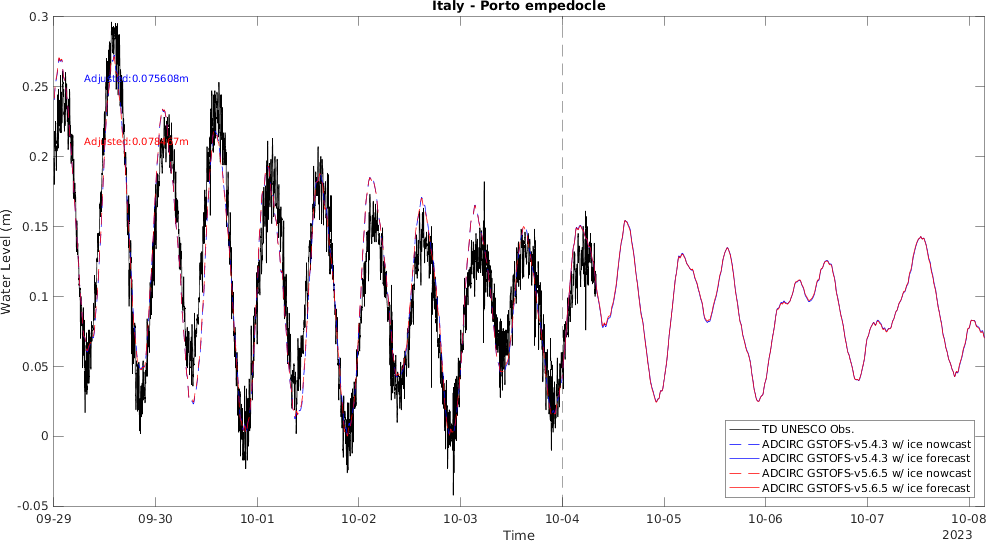 Italy - Porto empedocle
0.3
0.25
0.2
0.15
0.1
0.05
0
-0.05
Water Level (m)
Adjusted:0.075608m
09-29
09-30
10-01
10-02
10-03
10-04
10-05
10-06
10-07
10-08
2023
Time
TD UNESCO Obs.
ADCIRC GSTOFS-v5.4.3 w/ ice nowcast
ADCIRC GSTOFS-v5.4.3 w/ ice forecast
ADCIRC GSTOFS-v5.6.5 w/ ice nowcast
ADCIRC GSTOFS-v5.6.5 w/ ice forecast